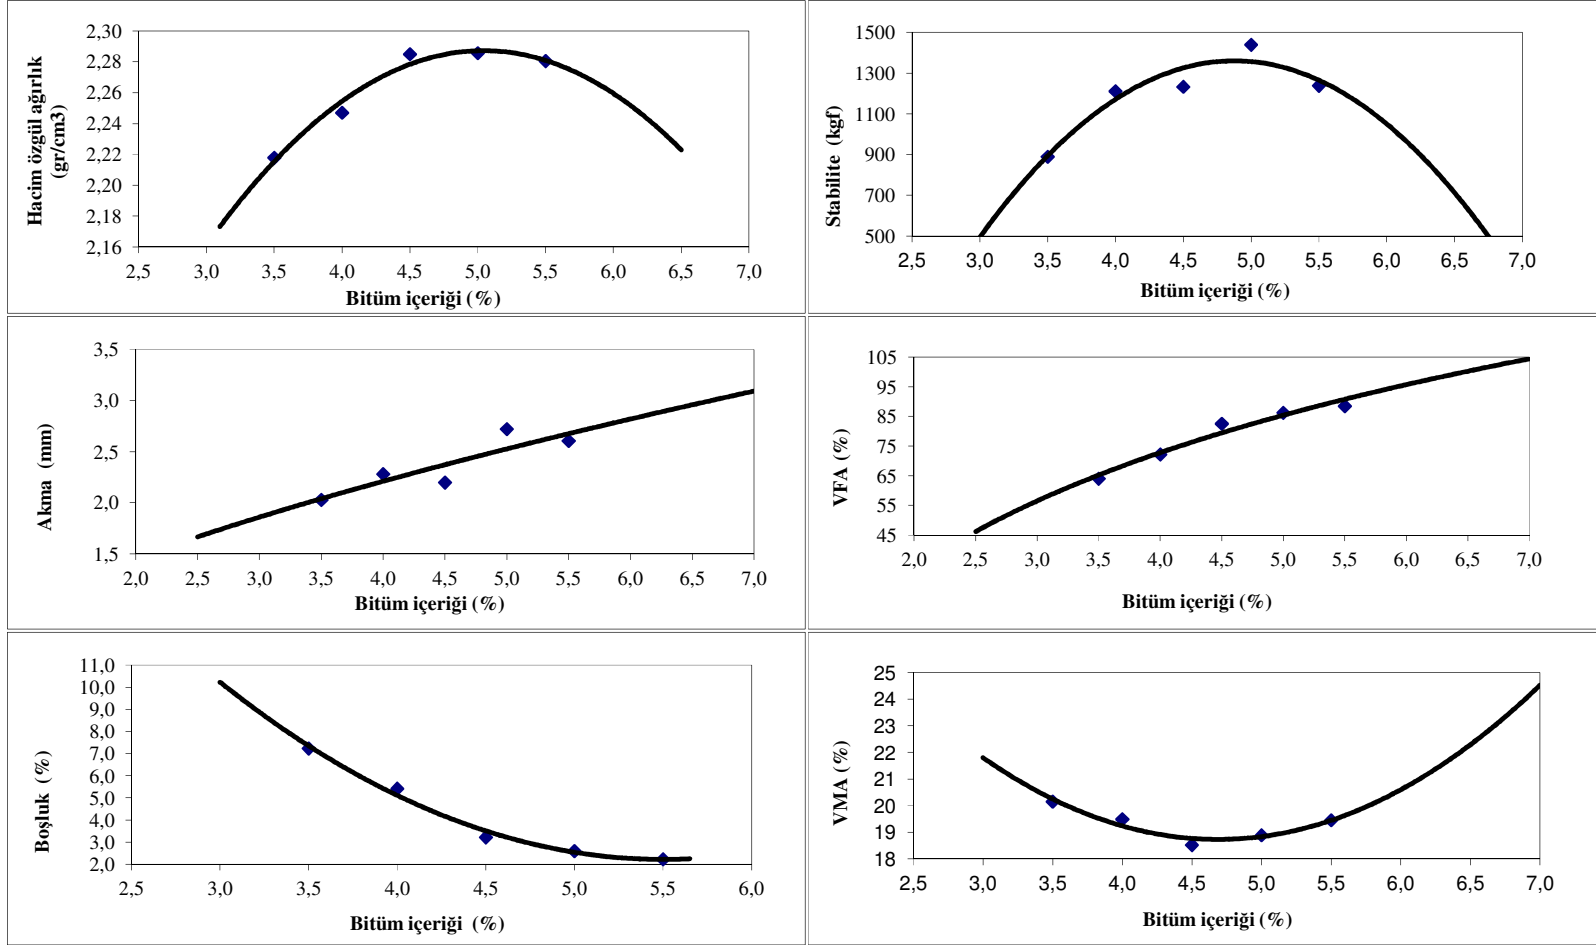 Hacim özgül ağırlık
(gr/cm3)
2,30
2,28
2,26
2,24
2,22
2,20
2,18
2,16
2,5 3,0 3,5 4,0 4,5 5,0 5,5 6,0 6,5 7,0
Bitüm içeriği (%)
Stabilite (kgf)
1500
1300
1100
900
700
500
2,5 3,0 3,5 4,0 4,5 5,0 5,5 6,0 6,5 7,0
Bitüm içeriği (%)
Akma (mm)
3,5
3,0
2,5
2,0
1,5
2,0 2,5 3,0 3,5 4,0 4,5 5,0 5,5 6,0 6,5 7,0
Bitüm içeriği (%)
VFA (%)
105
95
85
75
65
55
45
2,0 2,5 3,0 3,5 4,0 4,5 5,0 5,5 6,0 6,5 7,0
Bitüm içeriği (%)
Boşluk (%)
11,0
10,0
9,0
8,0
7,0
6,0
5,0
4,0
3,0
2,0
2,5 3,0 3,5 4,0 4,5 5,0 5,5 6,0
Bitüm içeriği (%)
VMA (%)
25
24
23
22
21
20
19
18
2,5 3,0 3,5 4,0 4,5 5,0 5,5 6,0 6,5 7,0
Bitüm içeriği (%)